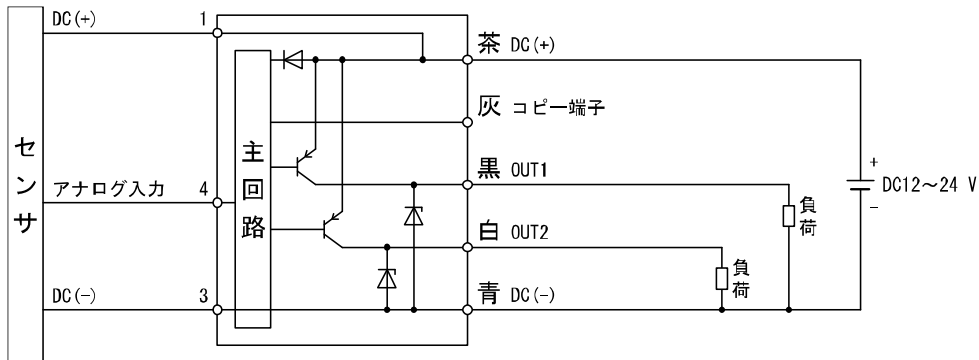 DC(+)
1
茶 DC(+)
灰 コピー端子
センサ
主回路
黒 OUT1
アナログ入力
4
+
DC12～24 V
−
負荷
白 OUT2
負荷
DC(−)
3
青 DC(−)